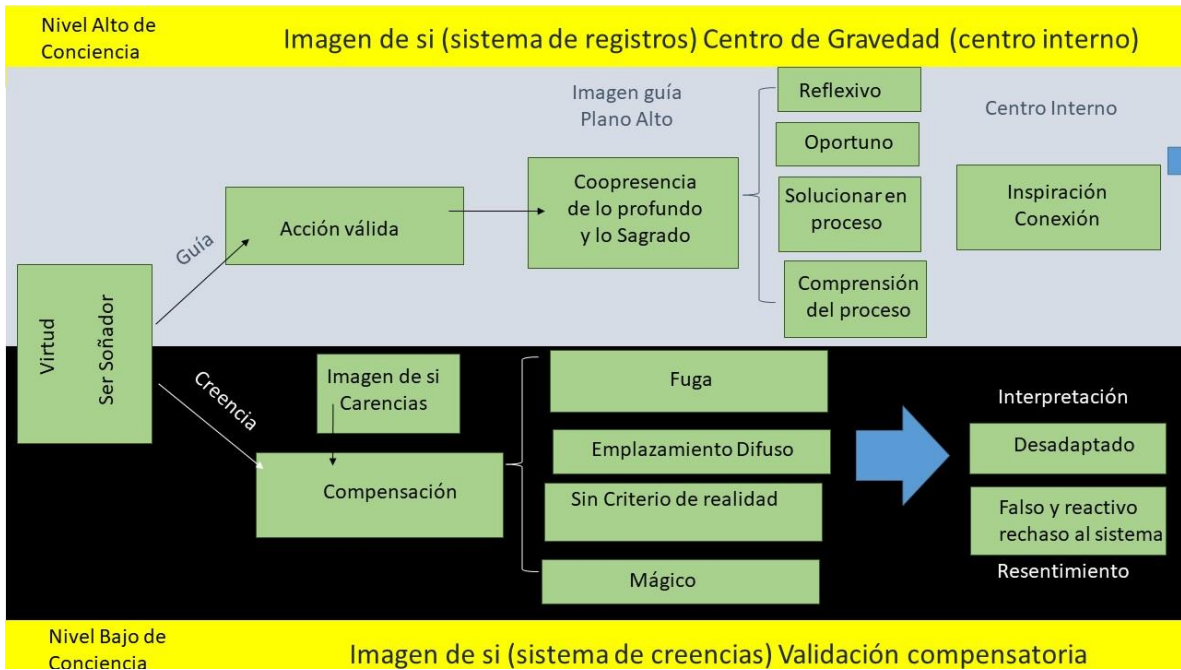 Nivel Alto de
Conciencia
Imagen de si (sistema de registros) Centro de Gravedad (centro interno)
Imagen guía
Plano Alto
Reflexivo
Centro Interno
Oportuno
Guía
Acción válida
Coopresencia
de lo profundo
y lo Sagrado
Solucionar en
proceso
Inspiración
Conexión
Comprensión
del proceso
Virtud
Ser Soñador
Creencia
Imagen de si
Carencias
Compensación
Fuga
Emplazamiento Difuso
Sin Criterio de realidad
Mágico
Interpretación
Desadaptado
Falso y reactivo
rechaso al sistema
Resentimiento
Nivel Bajo de
Conciencia
Imagen de si (sistema de creencias) Validación compensatoria